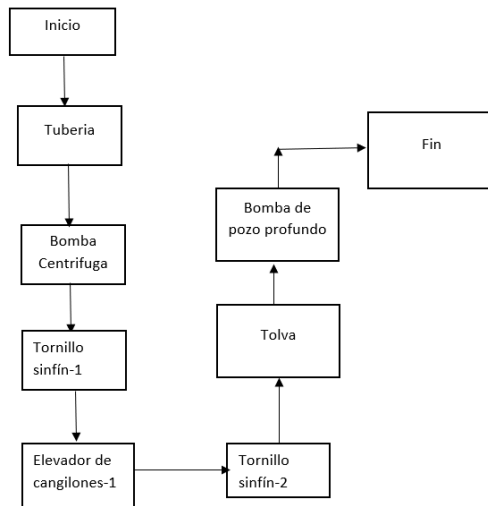 Inicio
Tuberia
Bomba
Centrifuga
Tornillo
sinfín-1
Elevador de
cangilones-1
Tornillo
sinfín-2
Tolva
Bomba de
pozo profundo
Fin